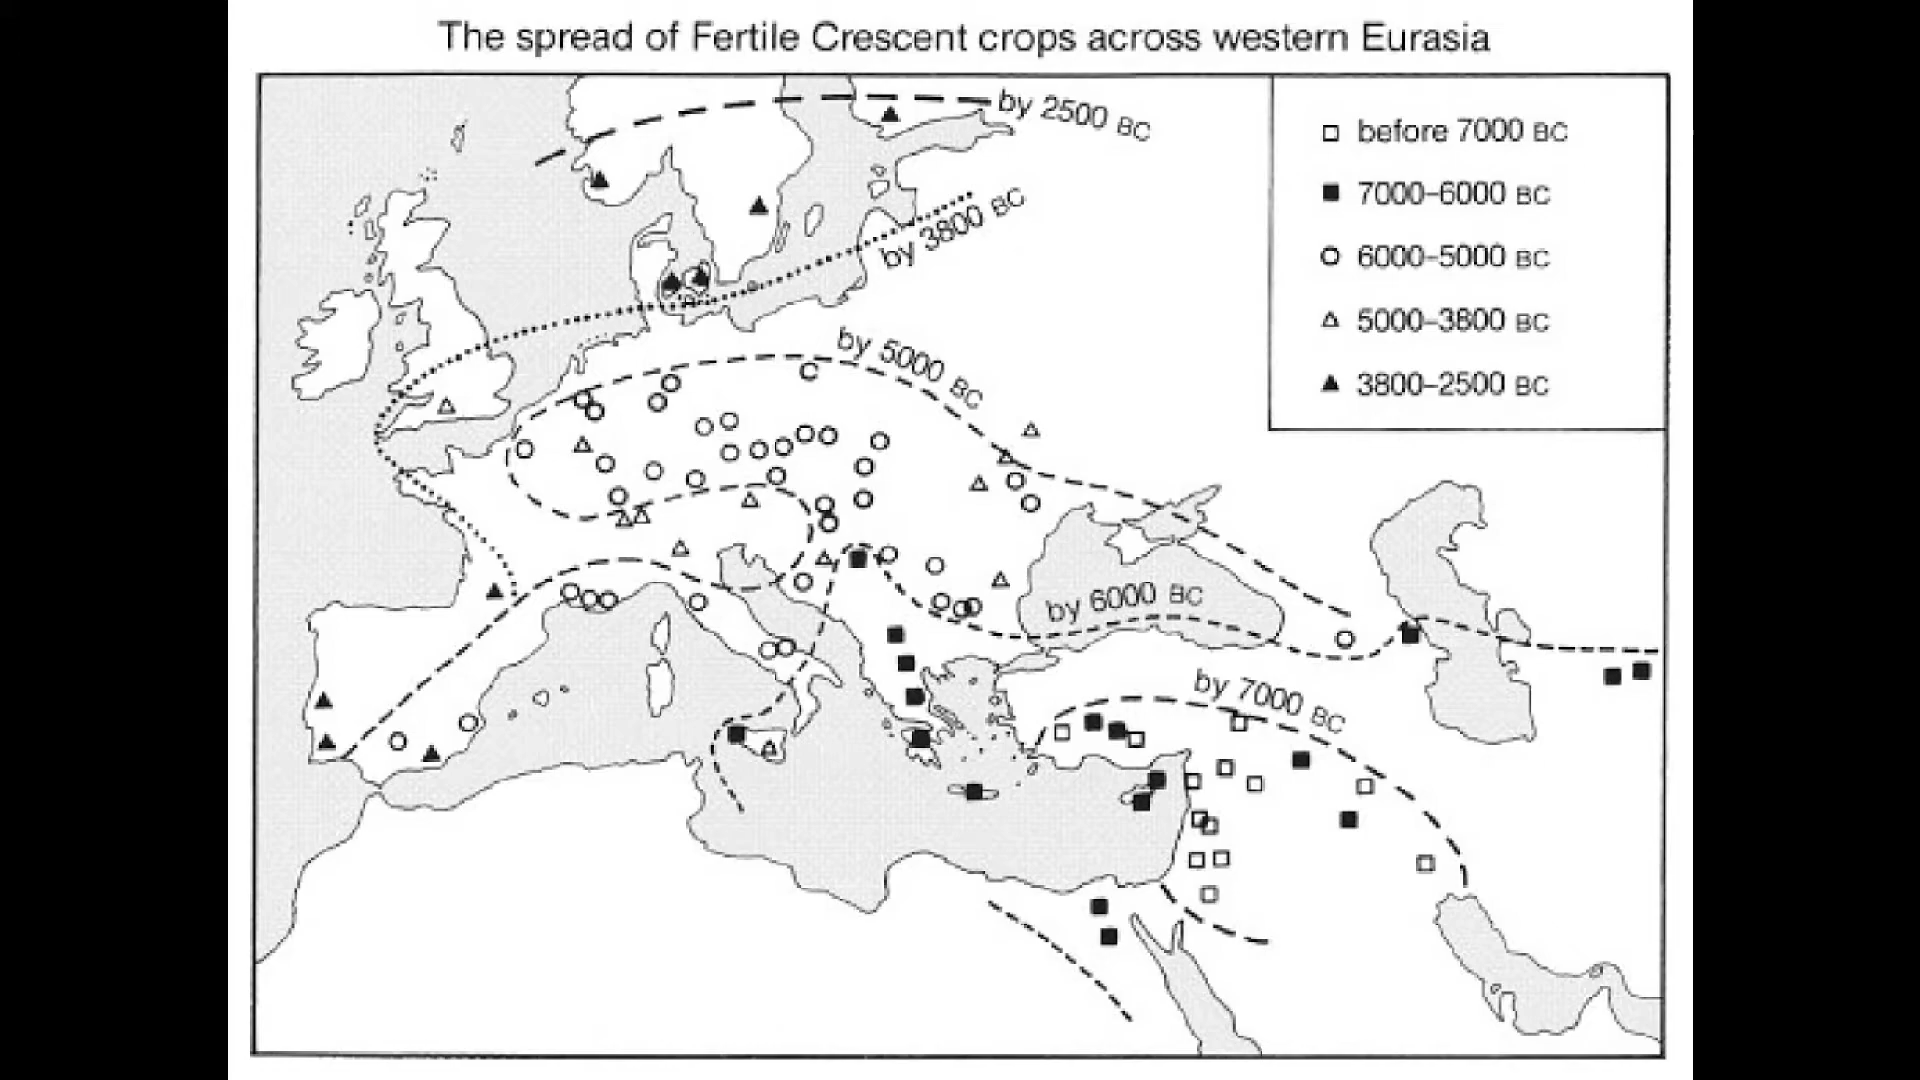 The spread of Fertile Crescent crops across western Eurasia
by 2500 BC
before 7000 BC
7000–6000 BC
6000–5000 BC
5000–3800 BC
3800–2500 BC
by 3800 BC
by 5000 BC
by 6000 BC
by 7000 BC